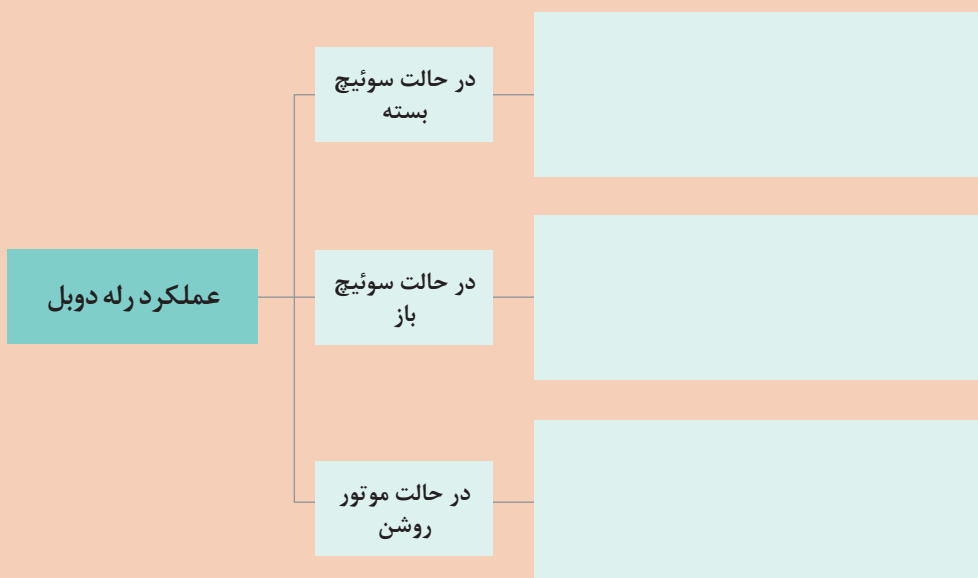 عملکرد رله دوبل
در حالت سوئیچ
بسته
در حالت سوئیچ
باز
در حالت موتور
روشن